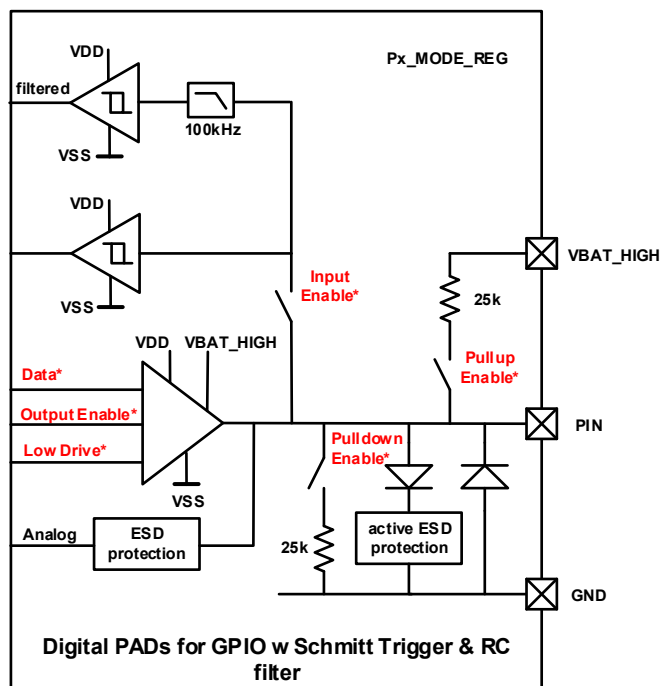 VDD
Px_MODE_REG
filtered
100kHz
VSS
VDD
VBAT_HIGH
Input
Enable*
25k
VSS
VDD
VBAT_HIGH
Pull up
Enable*
Data*
Output Enable*
PIN
Pulldown
Enable*
Low Drive*
VSS
Analog
ESD
protection
25k
active ESD
protection
GND
Digital PADs for GPIO w Schmitt Trigger & RC
filter